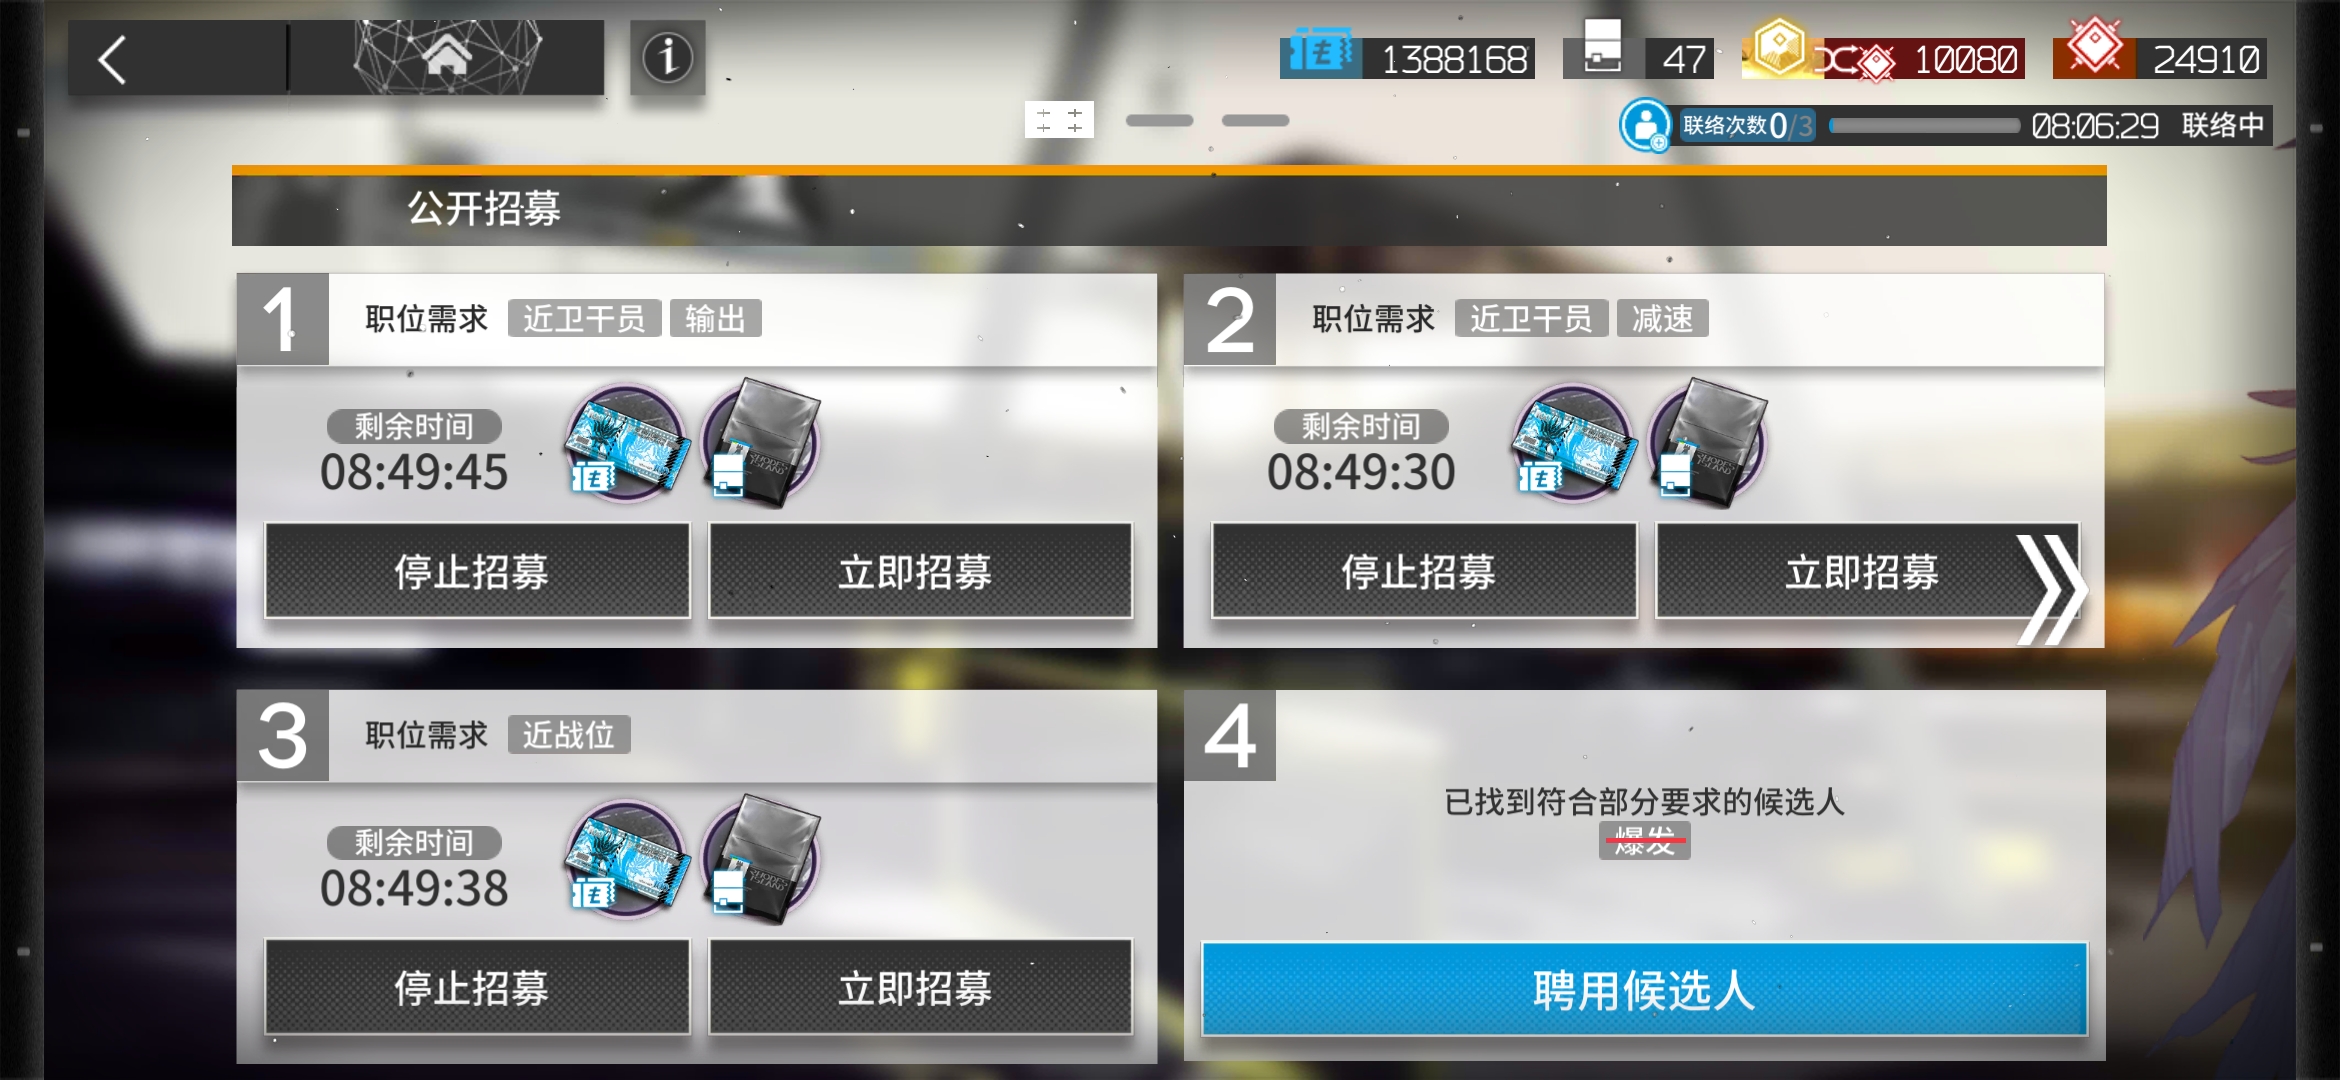 1388168 47 10080 24910
联络次数0/3 08:06:29 联络中
公开招募
1 职位需求 近卫干员 输出
剩余时间
08:49:45
停止招募 立即招募
2 职位需求 近卫干员 减速
剩余时间
08:49:30
停止招募 立即招募
3 职位需求 近战位
剩余时间
08:49:38
停止招募 立即招募
4
已找到符合部分要求的候选人
爆发
聘用候选人